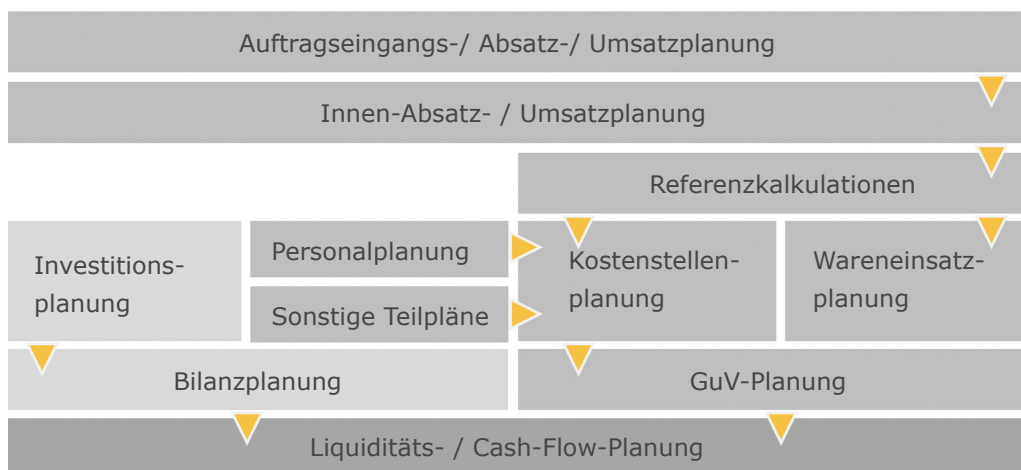 Auftragseingangs-/ Absatz-/ Umsatzplanung
Innen-Absatz- / Umsatzplanung
Referenzkalkulationen
Investitions-
planung
Personalplanung
Sonstige Teilpläne
Kostenstellen-
planung
Wareneinsatz-
planung
Bilanzplanung
GuV-Planung
Liquiditäts- / Cash-Flow-Planung